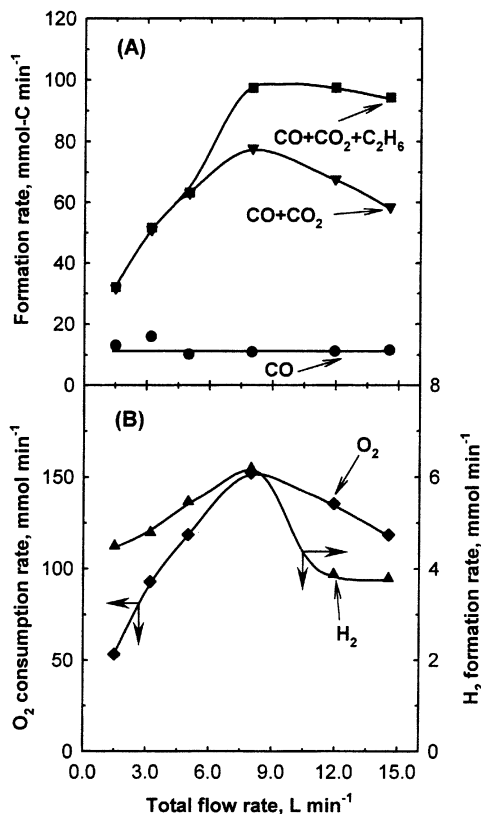 120
(A)
100
80
60
40
20
0
Formation rate, mmol-C min⁻¹
CO+CO₂+C₂H₆
CO+CO₂
CO
8
(B)
150
100
50
0
O₂ consumption rate, mmol min⁻¹
O₂
H₂
6
4
2
0
H₂ formation rate, mmol min⁻¹
0.0 3.0 6.0 9.0 12.0 15.0
Total flow rate, L min⁻¹